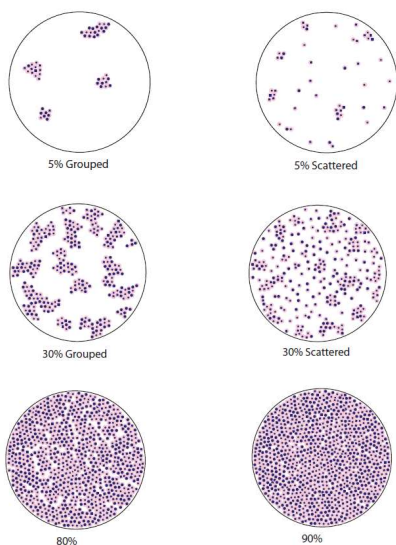 5% Grouped
5% Scattered
30% Grouped
30% Scattered
80%
90%